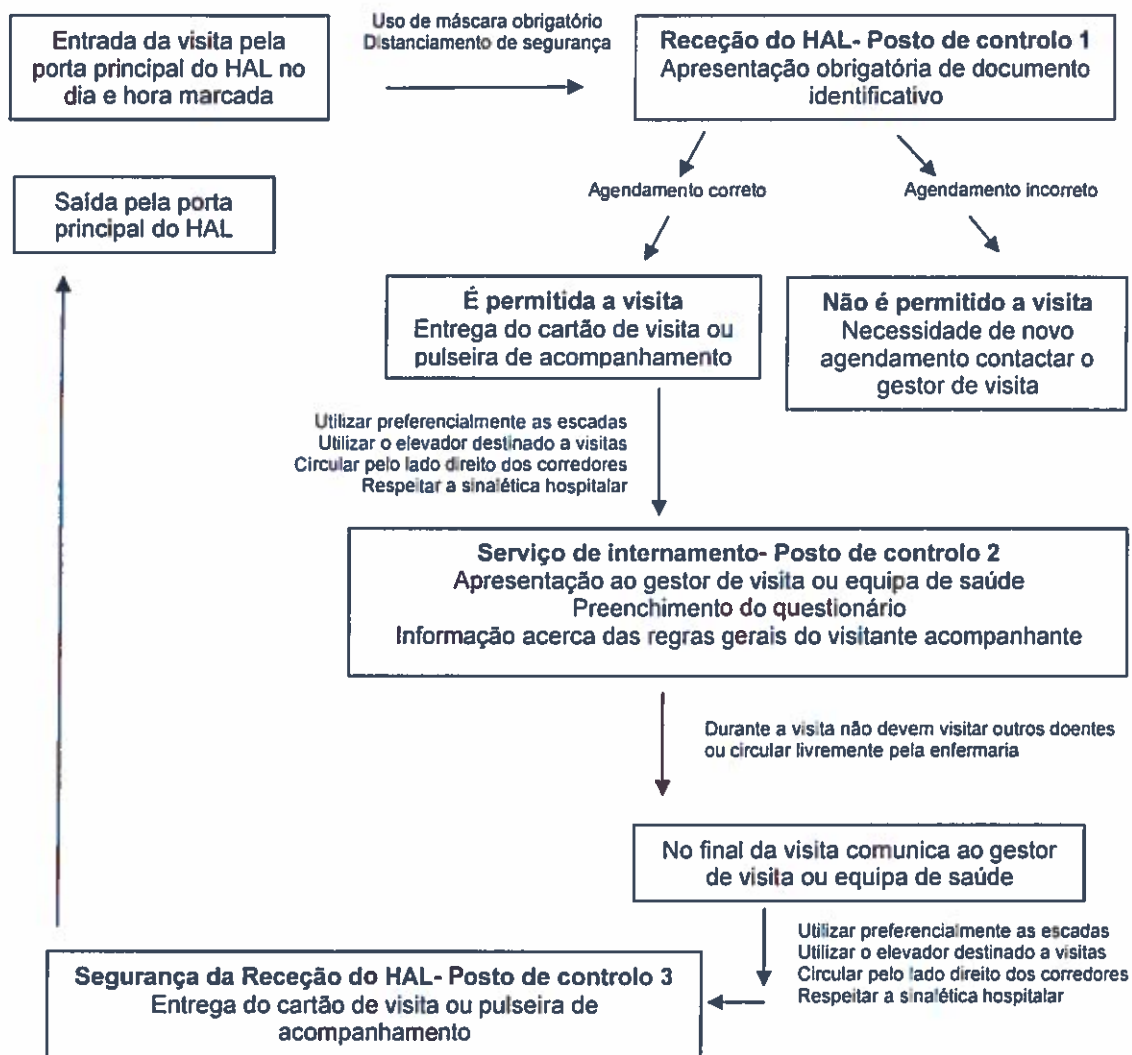 Entrada da visita pela
porta principal do HAL no
dia e hora marcada
Uso de máscara obrigatório
Distanciamento de segurança
Receção do HAL- Posto de controlo 1
Apresentação obrigatória de documento
identificativo
Agendamento correto
Agendamento incorreto
É permitida a visita
Entrega do cartão de visita ou
pulseira de acompanhamento
Não é permitido a visita
Necessidade de novo
agendamento contactar o
gestor de visita
Utilizar preferencialmente as escadas
Utilizar o elevador destinado a visitas
Circular pelo lado direito dos corredores
Respeitar a sinalética hospitalar
Serviço de internamento- Posto de controlo 2
Apresentação ao gestor de visita ou equipa de saúde
Preenchimento do questionário
Informação acerca das regras gerais do visitante acompanhante
Durante a visita não devem visitar outros doentes
ou circular livremente pela enfermaria
No final da visita comunica ao gestor
de visita ou equipa de saúde
Utilizar preferencialmente as escadas
Utilizar o elevador destinado a visitas
Circular pelo lado direito dos corredores
Respeitar a sinalética hospitalar
Segurança da Receção do HAL- Posto de controlo 3
Entrega do cartão de visita ou pulseira de
acompanhamento
Saída pela porta
principal do HAL